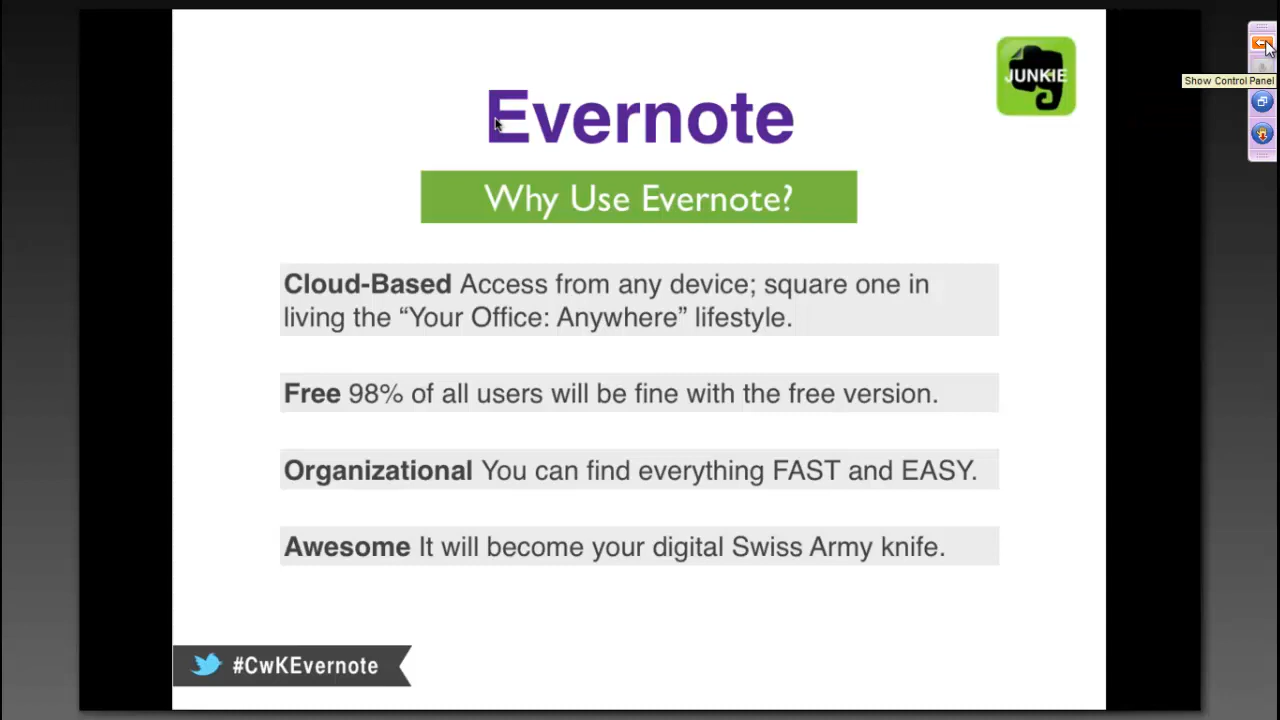 JUNKIE
Show Control Panel
Evernote
Why Use Evernote?
Cloud-Based Access from any device; square one in
living the “Your Office: Anywhere” lifestyle.
Free 98% of all users will be fine with the free version.
Organizational You can find everything FAST and EASY.
Awesome It will become your digital Swiss Army knife.
#CwKEvernote